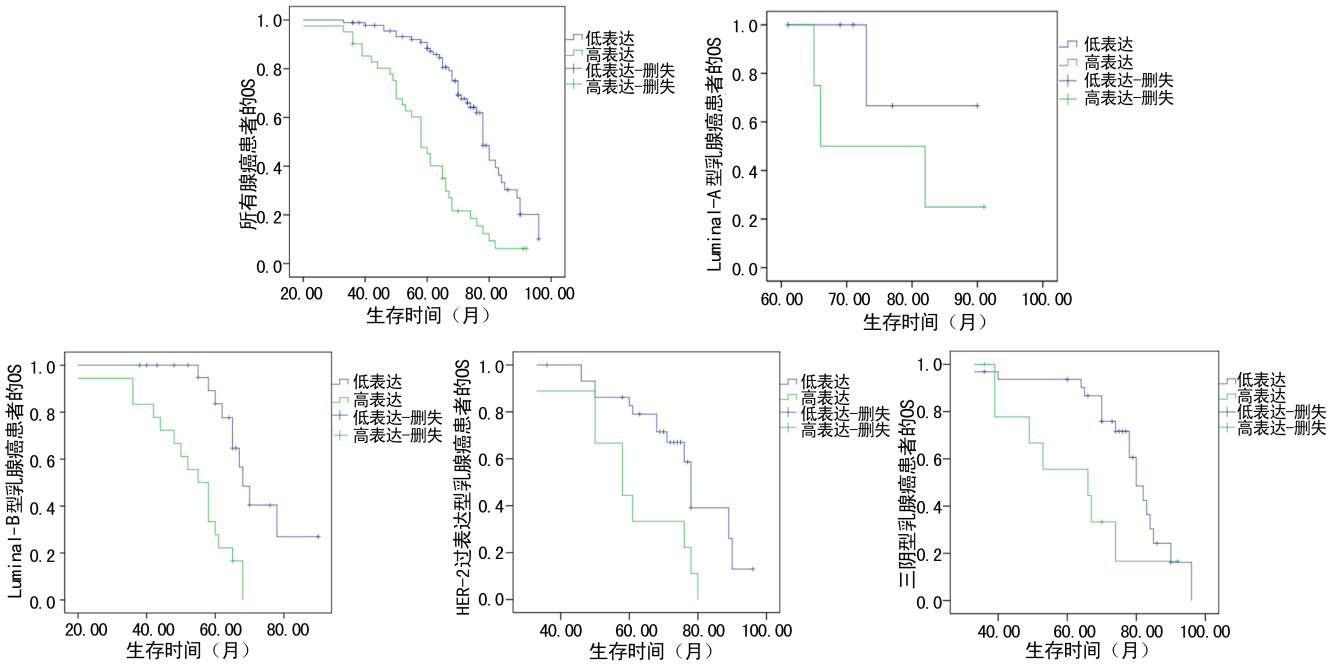 所有腺癌患者的OS
1.0
0.8
0.6
0.4
0.2
0.0
20.00 40.00 60.00 80.00 100.00
生存时间（月）
低表达
高表达
低表达-删失
高表达-删失
Luminal-A型乳腺癌患者的OS
1.0
0.8
0.6
0.4
0.2
0.0
60.00 70.00 80.00 90.00 100.00
生存时间（月）
低表达
高表达
低表达-删失
高表达-删失
Luminal-B型乳腺癌患者的OS
1.0
0.8
0.6
0.4
0.2
0.0
20.00 40.00 60.00 80.00
生存时间（月）
低表达
高表达
低表达-删失
高表达-删失
HER-2过表达型乳腺癌患者的OS
1.0
0.8
0.6
0.4
0.2
0.0
40.00 60.00 80.00 100.00
生存时间（月）
低表达
高表达
低表达-删失
高表达-删失
三阴型乳腺癌患者的OS
1.0
0.8
0.6
0.4
0.2
0.0
40.00 60.00 80.00 100.00
生存时间（月）
低表达
高表达
低表达-删失
高表达-删失